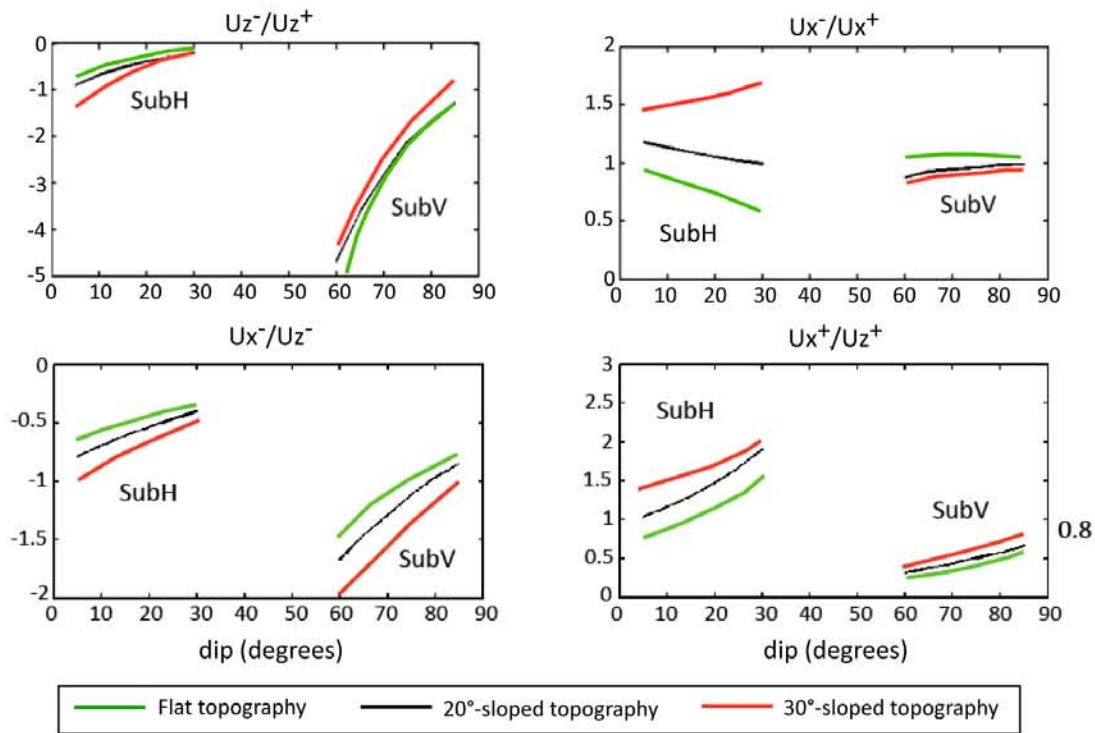 Uz⁻/Uz⁺
0
-1
-2
-3
-4
-5
SubH
SubV
0 10 20 30 40 50 60 70 80 90
Ux⁻/Ux⁺
2
1.5
1
0.5
0
SubH
SubV
0 10 20 30 40 50 60 70 80 90
Ux⁻/Uz⁻
0
-0.5
-1
-1.5
-2
SubH
SubV
0 10 20 30 40 50 60 70 80 90
dip (degrees)
Ux⁺/Uz⁺
3
2.5
2
1.5
1
0.5
0
SubH
SubV
0.8
0 10 20 30 40 50 60 70 80 90
dip (degrees)
Flat topography 20°-sloped topography 30°-sloped topography